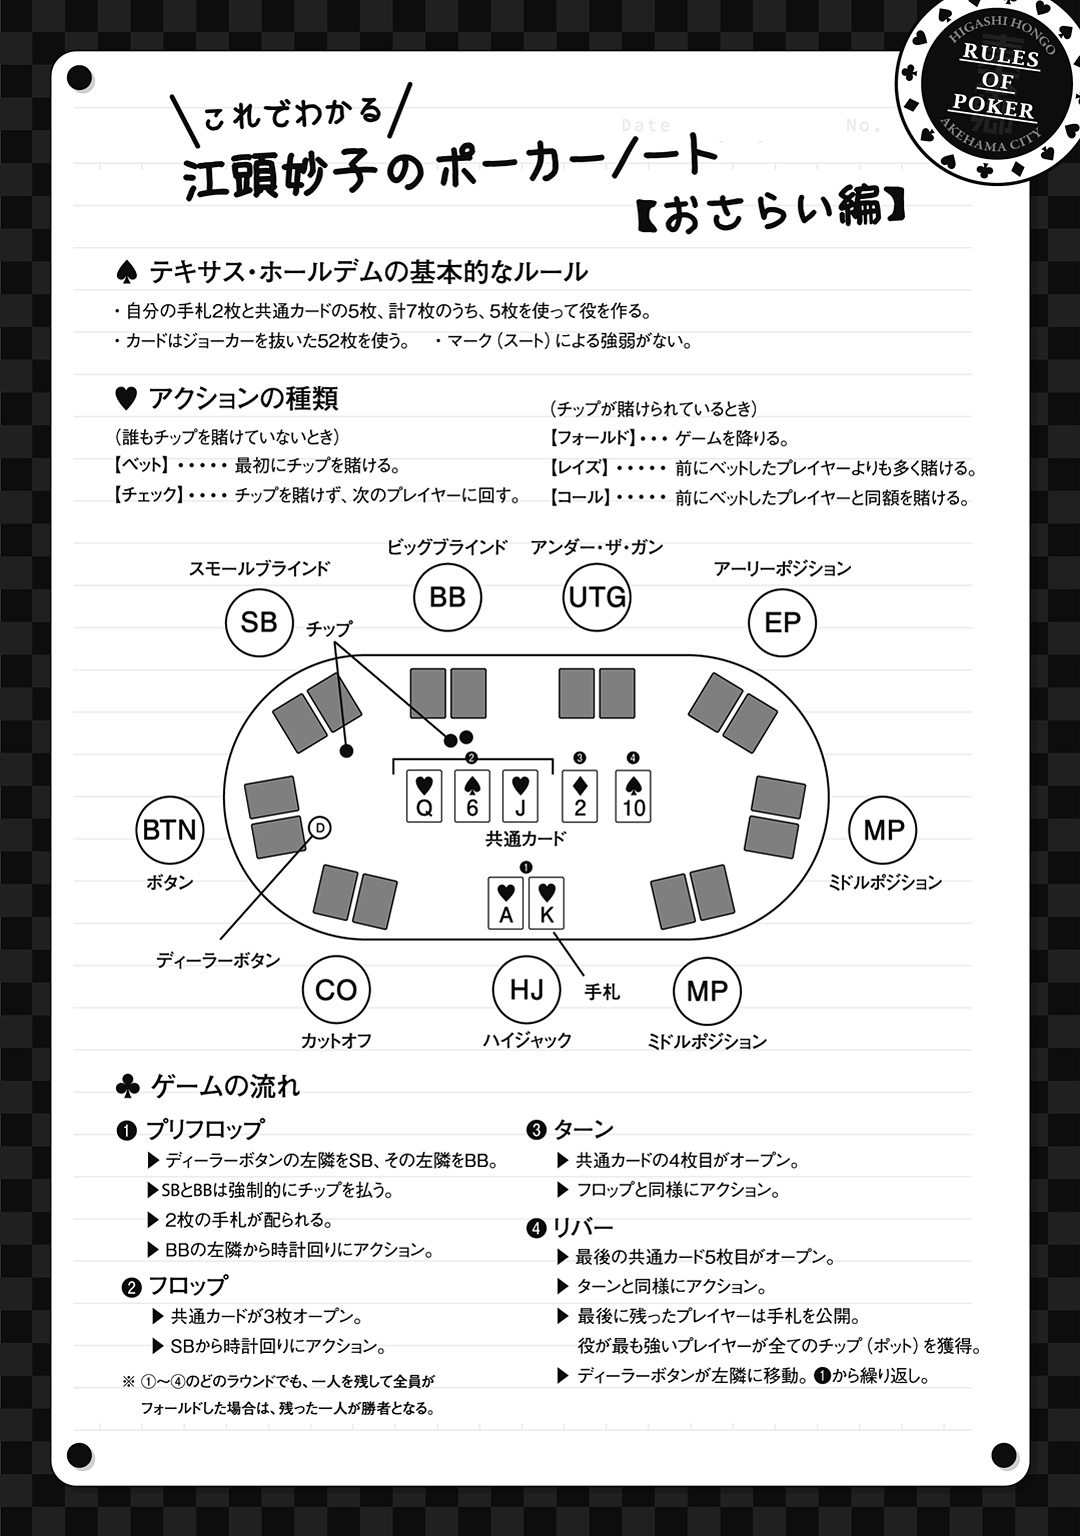 HIGASHI HONGO
RULES
OF
POKER
AKEHAMA CITY
Date
No.
これでわかる
江頭妙子のポーカーノート
【おさらい編】
♠ テキサス・ホールデムの基本的なルール
・自分の手札2枚と共通カードの5枚、計7枚のうち、5枚を使って役を作る。
・カードはジョーカーを抜いた52枚を使う。 ・マーク（スート）による強弱がない。
♥ アクションの種類
（誰もチップを賭けていないとき）
【ベット】・・・・・最初にチップを賭ける。
【チェック】・・・・チップを賭けず、次のプレイヤーに回す。
（チップが賭けられているとき）
【フォールド】・・・ゲームを降りる。
【レイズ】・・・・・前にベットしたプレイヤーよりも多く賭ける。
【コール】・・・・・前にベットしたプレイヤーと同額を賭ける。
ビッグブラインド アンダー・ザ・ガン
スモールブラインド アーリーポジション
SB BB UTG EP
チップ
❷ ❸ ❹
♥Q ♠6 ♥J ♦2 ♠10
共通カード
BTN D MP
ボタン ミドルポジション
❶
♥A ♥K
ディーラーボタン
手札
CO HJ MP
カットオフ ハイジャック ミドルポジション
♣ ゲームの流れ
❶ プリフロップ
▶ ディーラーボタンの左隣をSB、その左隣をBB。
▶SBとBBは強制的にチップを払う。
▶ 2枚の手札が配られる。
▶ BBの左隣から時計回りにアクション。
❷ フロップ
▶ 共通カードが3枚オープン。
▶ SBから時計回りにアクション。
※ ①〜④のどのラウンドでも、一人を残して全員が
フォールドした場合は、残った一人が勝者となる。
❸ ターン
▶ 共通カードの4枚目がオープン。
▶ フロップと同様にアクション。
❹ リバー
▶ 最後の共通カード5枚目がオープン。
▶ ターンと同様にアクション。
▶ 最後に残ったプレイヤーは手札を公開。
役が最も強いプレイヤーが全てのチップ（ポット）を獲得。
▶ ディーラーボタンが左隣に移動。❶から繰り返し。